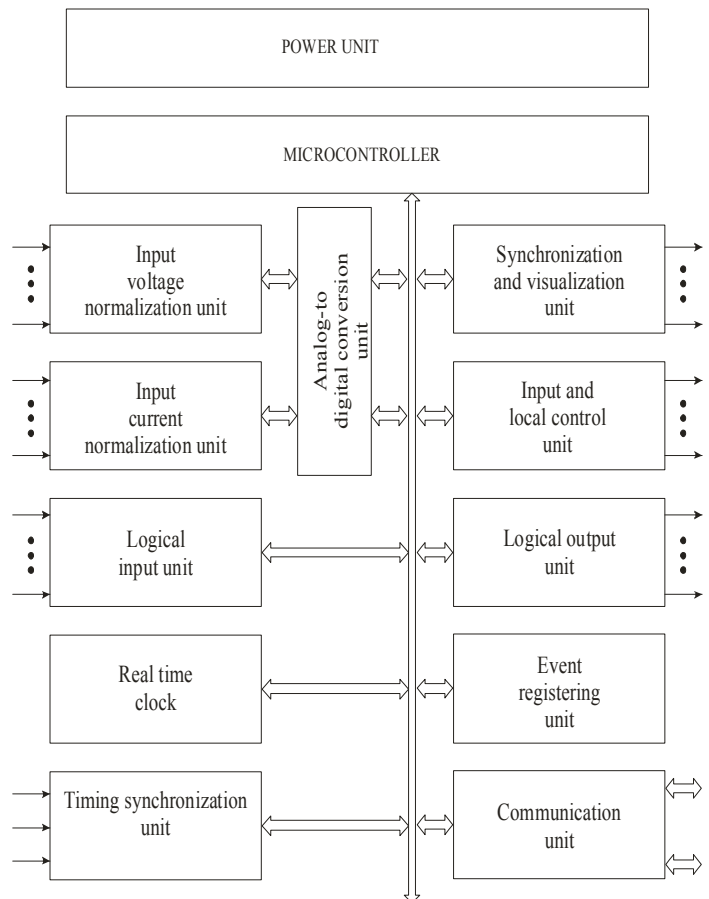 POWER UNIT
MICROCONTROLLER
Input
voltage
normalization unit
Analog-to
digital conversion
unit
Synchronization
and visualization
unit
Input
current
normalization unit
Input and
local control
unit
Logical
input unit
Logical output
unit
Real time
clock
Event
registering
unit
Timing synchronization
unit
Communication
unit